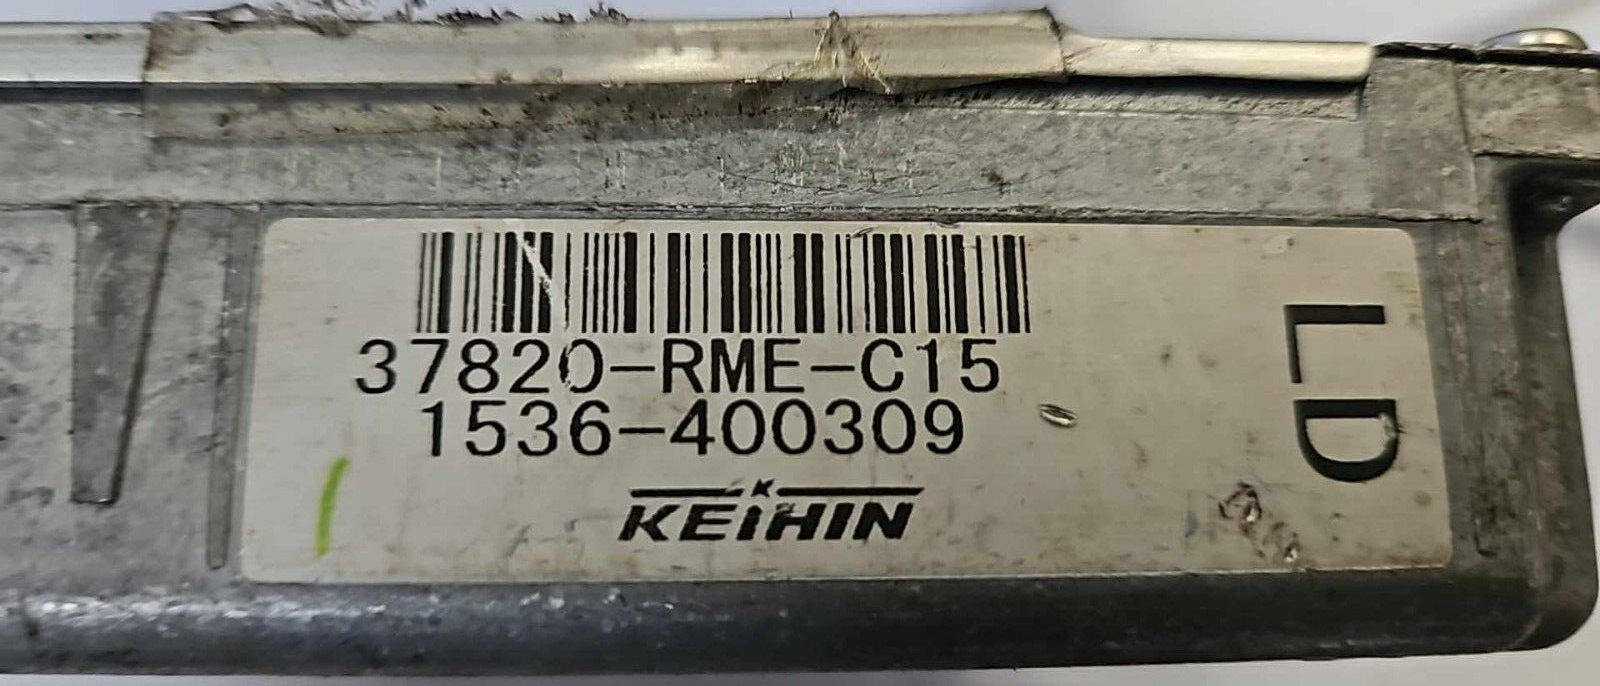 37820-RME-C15
1536-400309
KEIHIN
LD